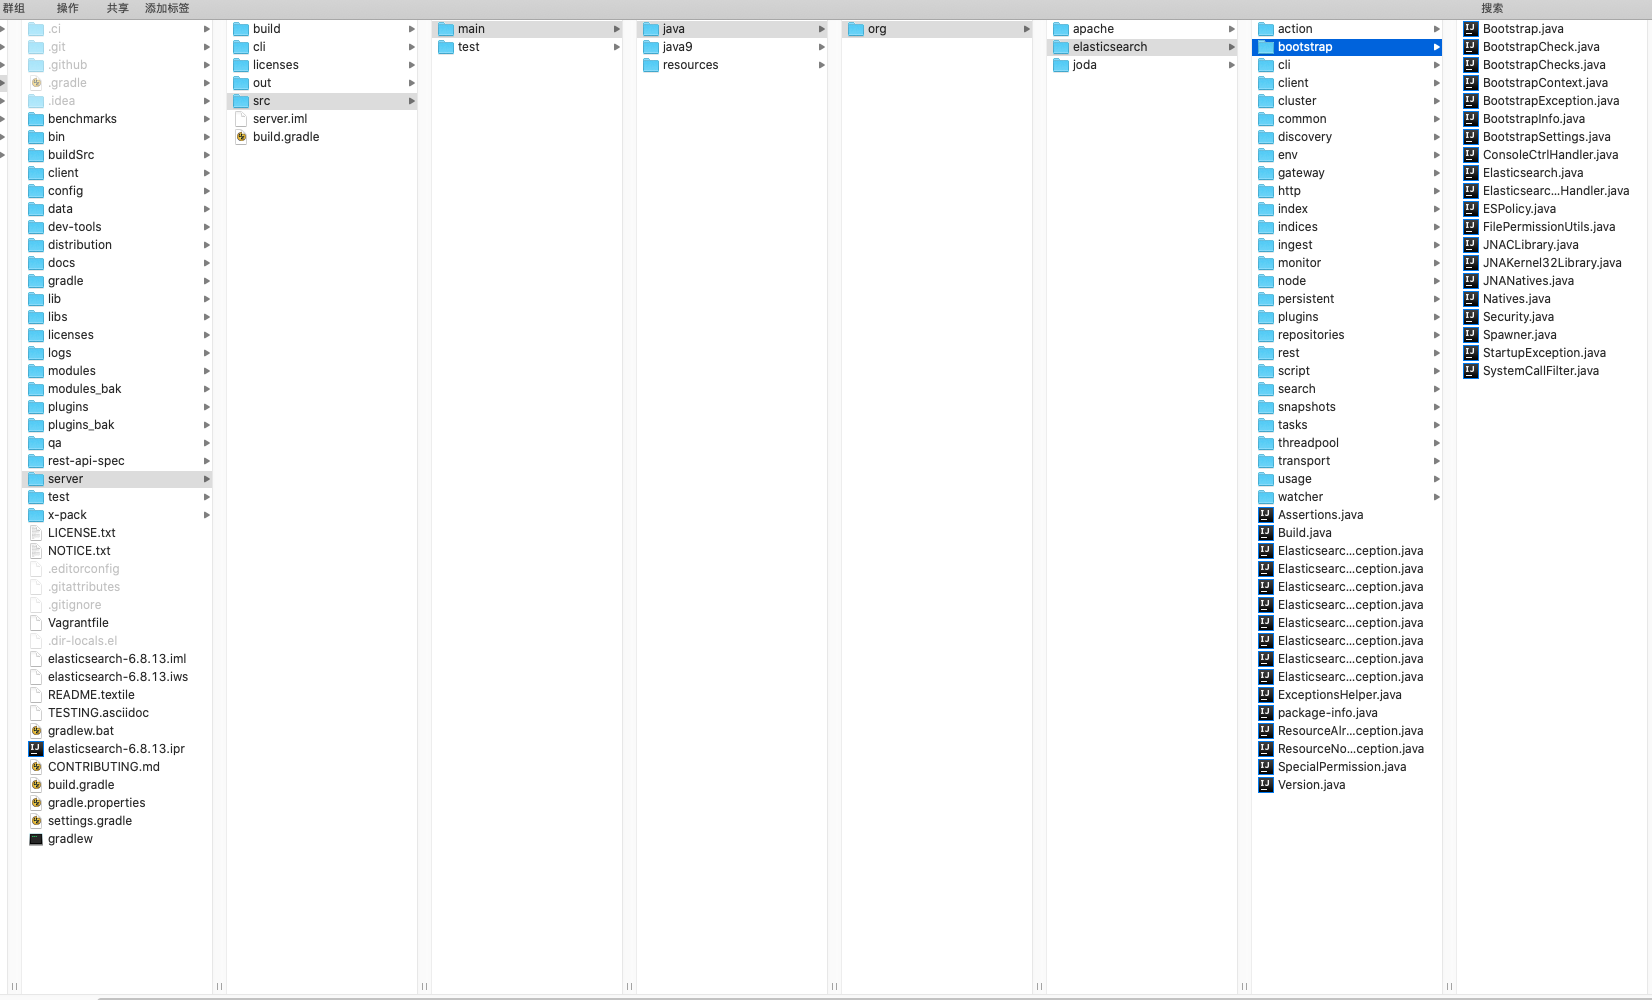 群组 操作 共享 添加标签 搜索
.ci
.git
.github
.gradle
.idea
benchmarks
bin
buildSrc
client
config
data
dev-tools
distribution
docs
gradle
lib
libs
licenses
logs
modules
modules_bak
plugins
plugins_bak
qa
rest-api-spec
server
test
x-pack
LICENSE.txt
NOTICE.txt
.editorconfig
.gitattributes
.gitignore
Vagrantfile
.dir-locals.el
elasticsearch-6.8.13.iml
elasticsearch-6.8.13.iws
README.textile
TESTING.asciidoc
gradlew.bat
elasticsearch-6.8.13.ipr
CONTRIBUTING.md
build.gradle
gradle.properties
settings.gradle
gradlew
build
cli
licenses
out
src
server.iml
build.gradle
main
test
java
java9
resources
org
apache
elasticsearch
joda
action
bootstrap
cli
client
cluster
common
discovery
env
gateway
http
index
indices
ingest
monitor
node
persistent
plugins
repositories
rest
script
search
snapshots
tasks
threadpool
transport
usage
watcher
Assertions.java
Build.java
Elasticsearc...ception.java
Elasticsearc...ception.java
Elasticsearc...ception.java
Elasticsearc...ception.java
Elasticsearc...ception.java
Elasticsearc...ception.java
Elasticsearc...ception.java
Elasticsearc...ception.java
ExceptionsHelper.java
package-info.java
ResourceAlr...ception.java
ResourceNo...ception.java
SpecialPermission.java
Version.java
Bootstrap.java
BootstrapCheck.java
BootstrapChecks.java
BootstrapContext.java
BootstrapException.java
BootstrapInfo.java
BootstrapSettings.java
ConsoleCtrlHandler.java
Elasticsearch.java
Elasticsearc...Handler.java
ESPolicy.java
FilePermissionUtils.java
JNACLibrary.java
JNAKernel32Library.java
JNANatives.java
Natives.java
Security.java
Spawner.java
StartupException.java
SystemCallFilter.java